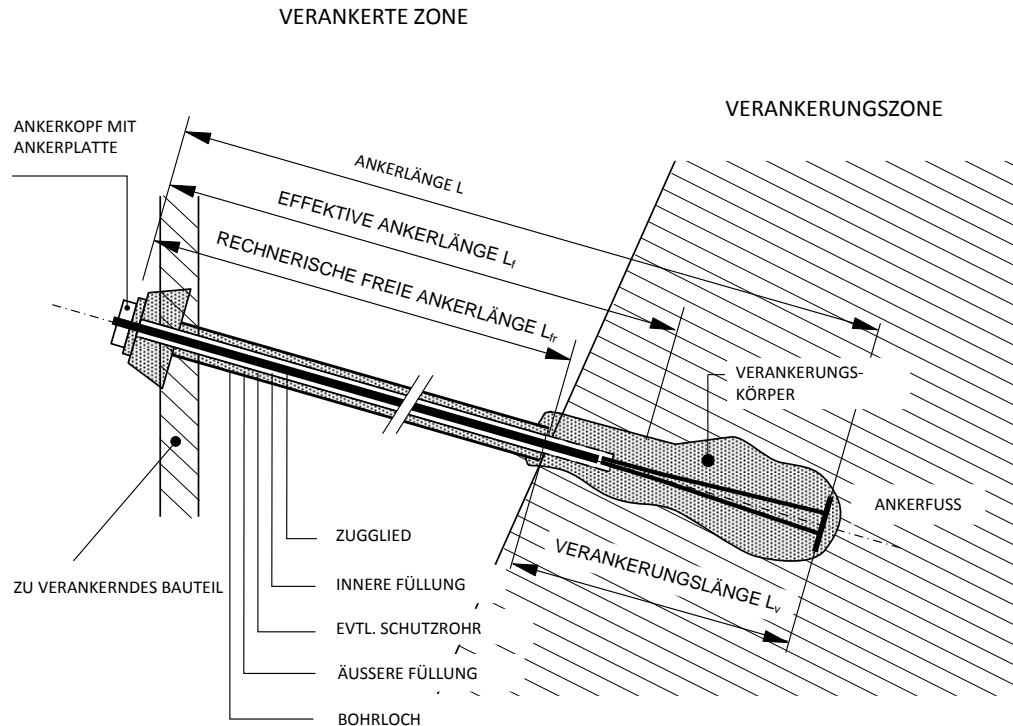 VERANKERTE ZONE
VERANKERUNGSZONE
ANKERKOPF MIT
ANKERPLATTE
ANKERLÄNGE L
EFFEKTIVE ANKERLÄNGE Lf
RECHNERISCHE FREIE ANKERLÄNGE Lfr
VERANKERUNGS-
KÖRPER
ANKERFUSS
VERANKERUNGSLÄNGE Lv
ZUGGLIED
ZU VERANKERNDES BAUTEIL
INNERE FÜLLUNG
EVTL. SCHUTZROHR
ÄUSSERE FÜLLUNG
BOHRLOCH